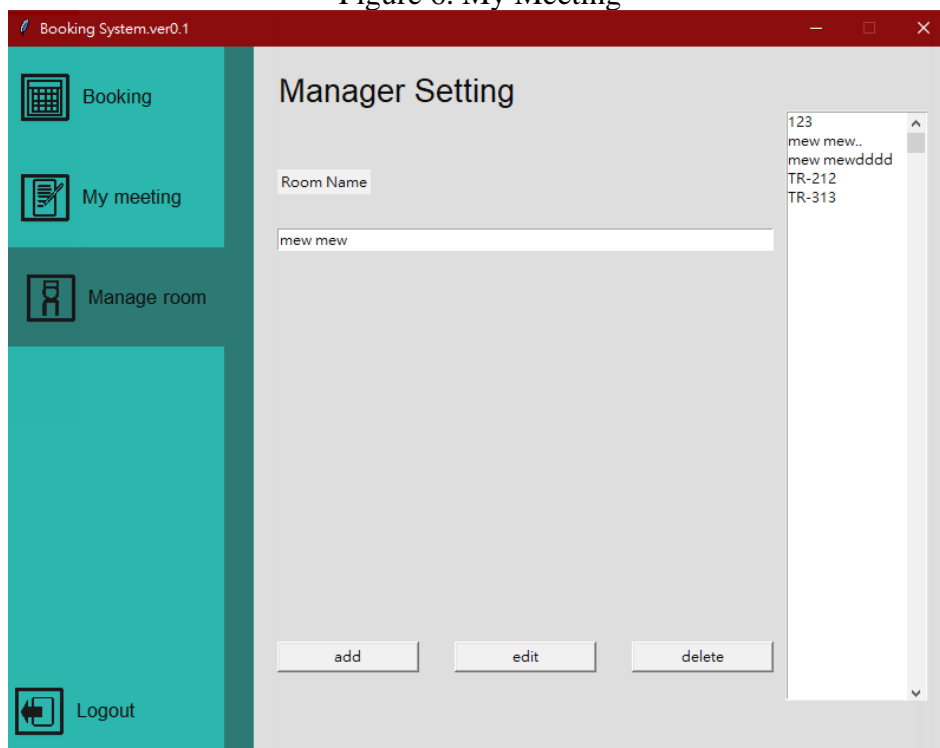 Figure 6. My Meeting
Booking System.ver0.1
Booking
My meeting
Manage room
Logout
Manager Setting
Room Name
mew mew
add
edit
delete
123
mew mew..
mew mewdddd
TR-212
TR-313